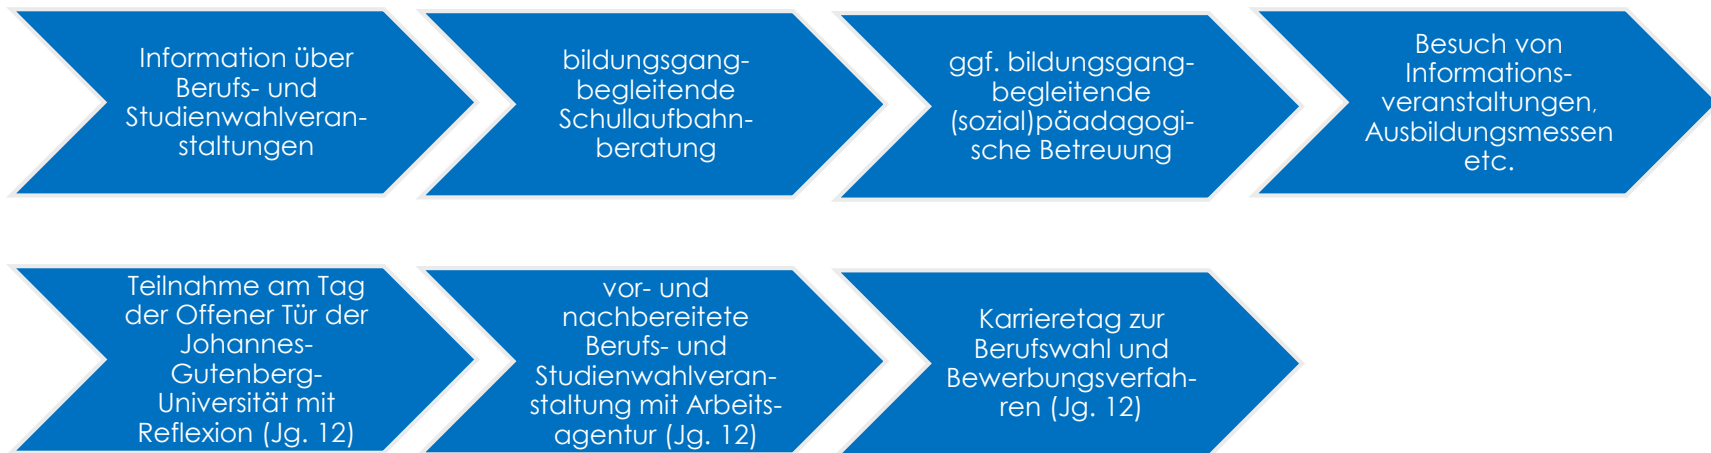 Information über
Berufs- und
Studienwahlveran-
staltungen
bildungsgang-
begleitende
Schullaufbahn-
beratung
ggf. bildungsgang-
begleitende
(sozial)päadagogi-
sche Betreuung
Besuch von
Informations-
veranstaltungen,
Ausbildungsmessen
etc.
Teilnahme am Tag
der Offener Tür der
Johannes-
Gutenberg-
Universität mit
Reflexion (Jg. 12)
vor- und
nachbereitete
Berufs- und
Studienwahlveran-
staltung mit Arbeits-
agentur (Jg. 12)
Karrieretag zur
Berufswahl und
Bewerbungsverfah-
ren (Jg. 12)